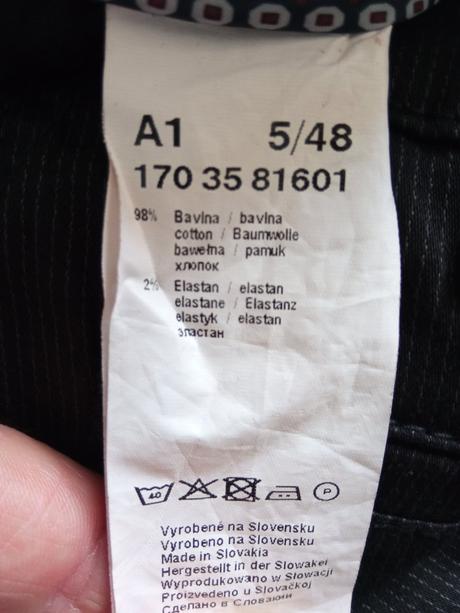 A1 5/48
170 35 81601
98% Bavlna / bavlna
cotton / Baumwolle
bawełna / pamuk
хлопок
2% Elastan / elastan
elastane / Elastanz
elastyk / elastan
эластан
40 P
Vyrobené na Slovensku
Vyrobeno na Slovensku
Made in Slovakia
Hergestellt in der Slowakei
Wyprodukowano w Slowacji
Proizvedeno u Slovačkoj
Сделано в Словакии